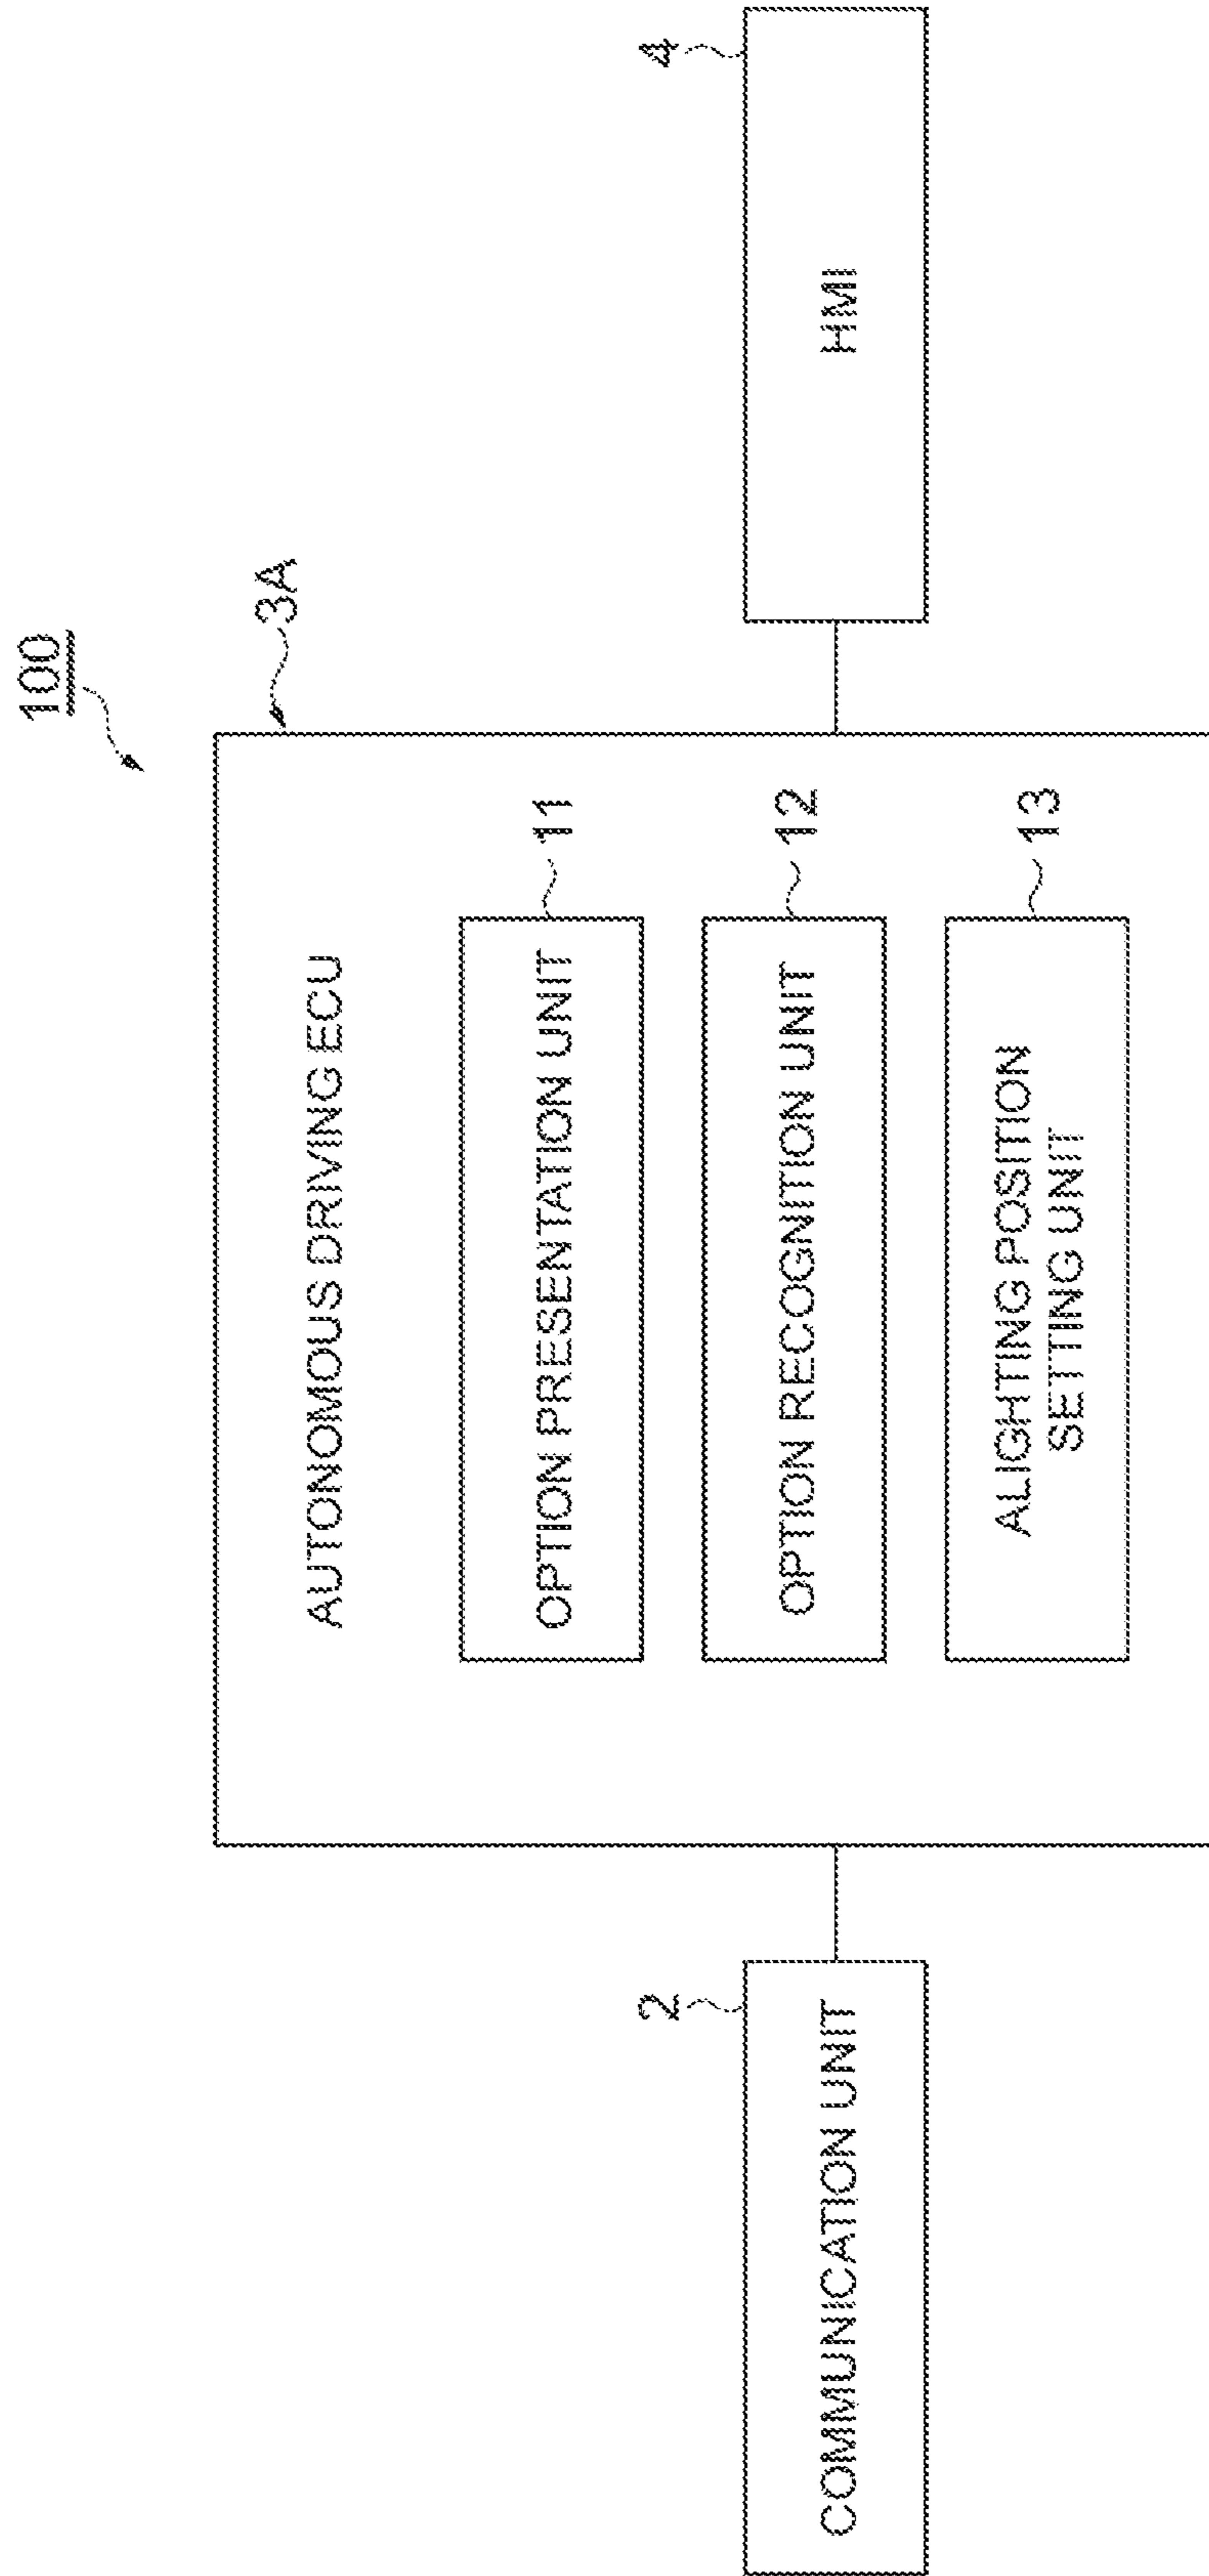 100
3A
AUTONOMOUS DRIVING ECU
2
COMMUNICATION UNIT
OPTION PRESENTATION UNIT
11
4
HMI
OPTION RECOGNITION UNIT
12
ALIGHTING POSITION
SETTING UNIT
13